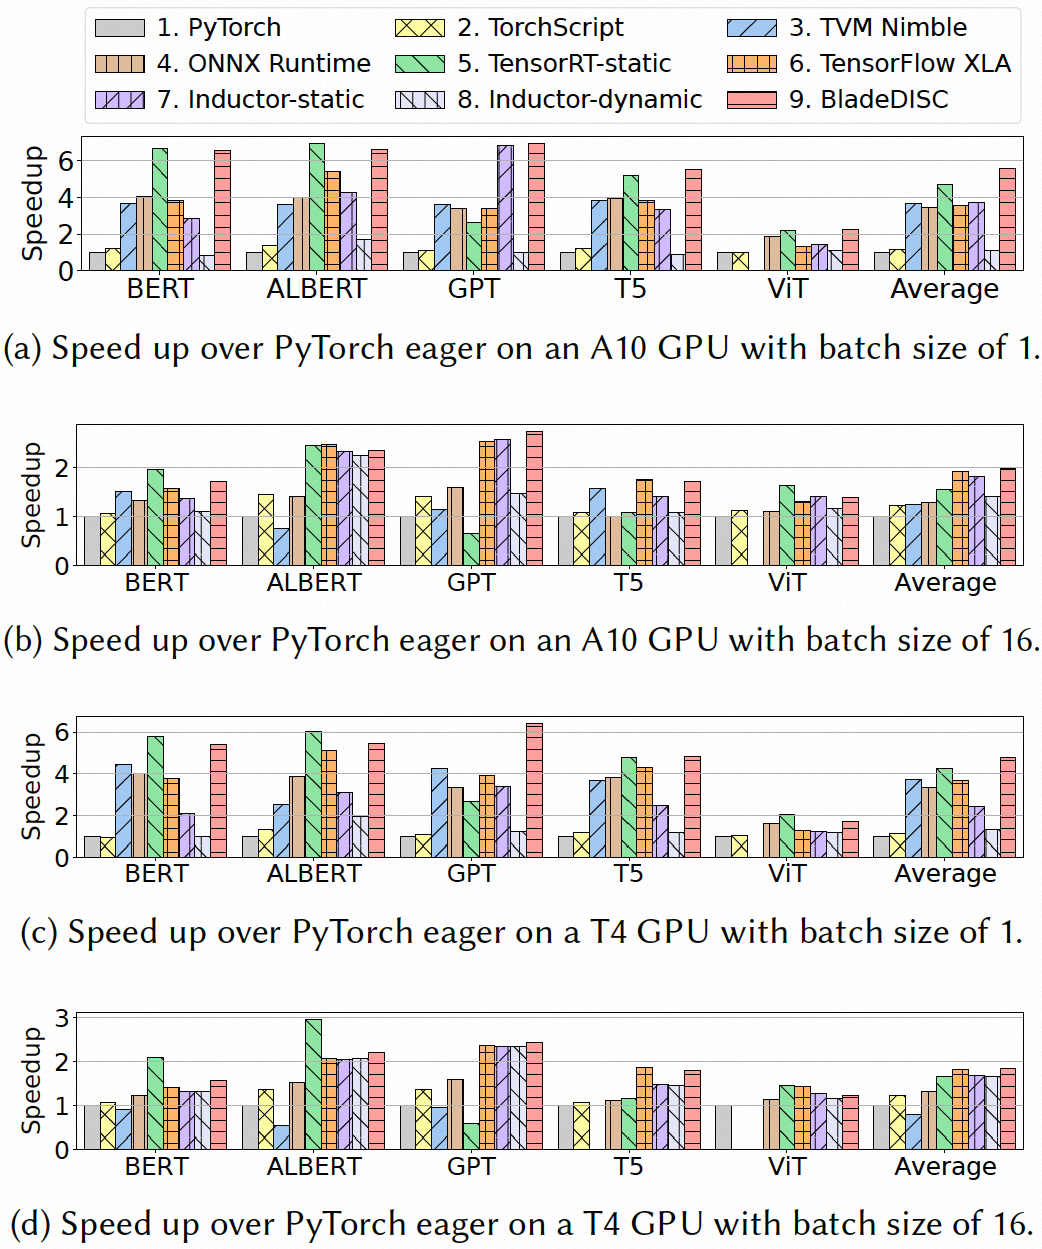 1. PyTorch 2. TorchScript 3. TVM Nimble
4. ONNX Runtime 5. TensorRT-static 6. TensorFlow XLA
7. Inductor-static 8. Inductor-dynamic 9. BladeDISC
Speedup
6
4
2
0
BERT ALBERT GPT T5 ViT Average
(a) Speed up over PyTorch eager on an A10 GPU with batch size of 1.
Speedup
2
1
0
BERT ALBERT GPT T5 ViT Average
(b) Speed up over PyTorch eager on an A10 GPU with batch size of 16.
Speedup
6
4
2
0
BERT ALBERT GPT T5 ViT Average
(c) Speed up over PyTorch eager on a T4 GPU with batch size of 1.
Speedup
3
2
1
0
BERT ALBERT GPT T5 ViT Average
(d) Speed up over PyTorch eager on a T4 GPU with batch size of 16.